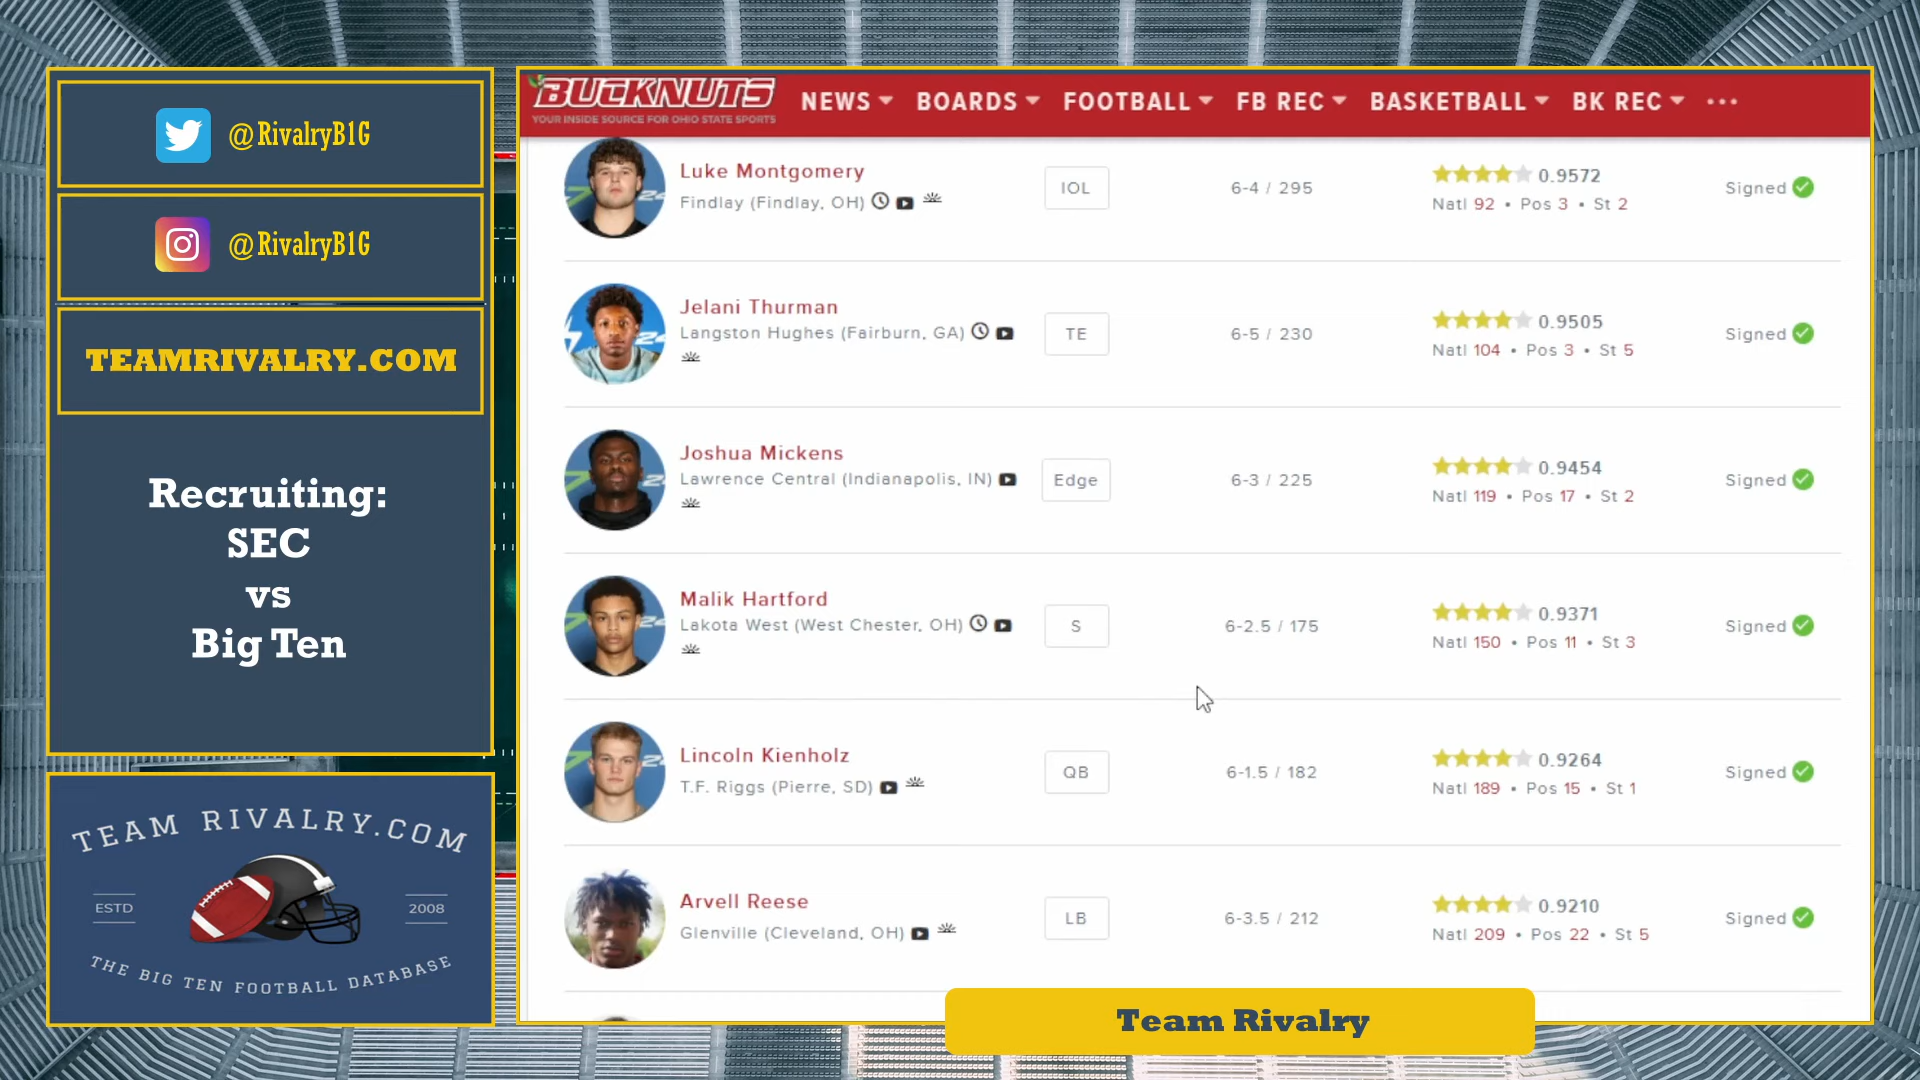 @RivalryB1G
@RivalryB1G
TEAMRIVALRY.COM
Recruiting:
SEC
vs
Big Ten
TEAM RIVALRY.COM
ESTD
2008
THE BIG TEN FOOTBALL DATABASE
BUCKNUTS
YOUR INSIDE SOURCE FOR OHIO STATE SPORTS
NEWS BOARDS FOOTBALL FB REC BASKETBALL BK REC
Luke Montgomery
Findlay (Findlay, OH)
IOL
6-4 / 295
0.9572
Natl 92 • Pos 3 • St 2
Signed
Jelani Thurman
Langston Hughes (Fairburn, GA)
TE
6-5 / 230
0.9505
Natl 104 • Pos 3 • St 5
Signed
Joshua Mickens
Lawrence Central (Indianapolis, IN)
Edge
6-3 / 225
0.9454
Natl 119 • Pos 17 • St 2
Signed
Malik Hartford
Lakota West (West Chester, OH)
S
6-2.5 / 175
0.9371
Natl 150 • Pos 11 • St 3
Signed
Lincoln Kienholz
T.F. Riggs (Pierre, SD)
QB
6-1.5 / 182
0.9264
Natl 189 • Pos 15 • St 1
Signed
Arvell Reese
Glenville (Cleveland, OH)
LB
6-3.5 / 212
0.9210
Natl 209 • Pos 22 • St 5
Signed
Team Rivalry